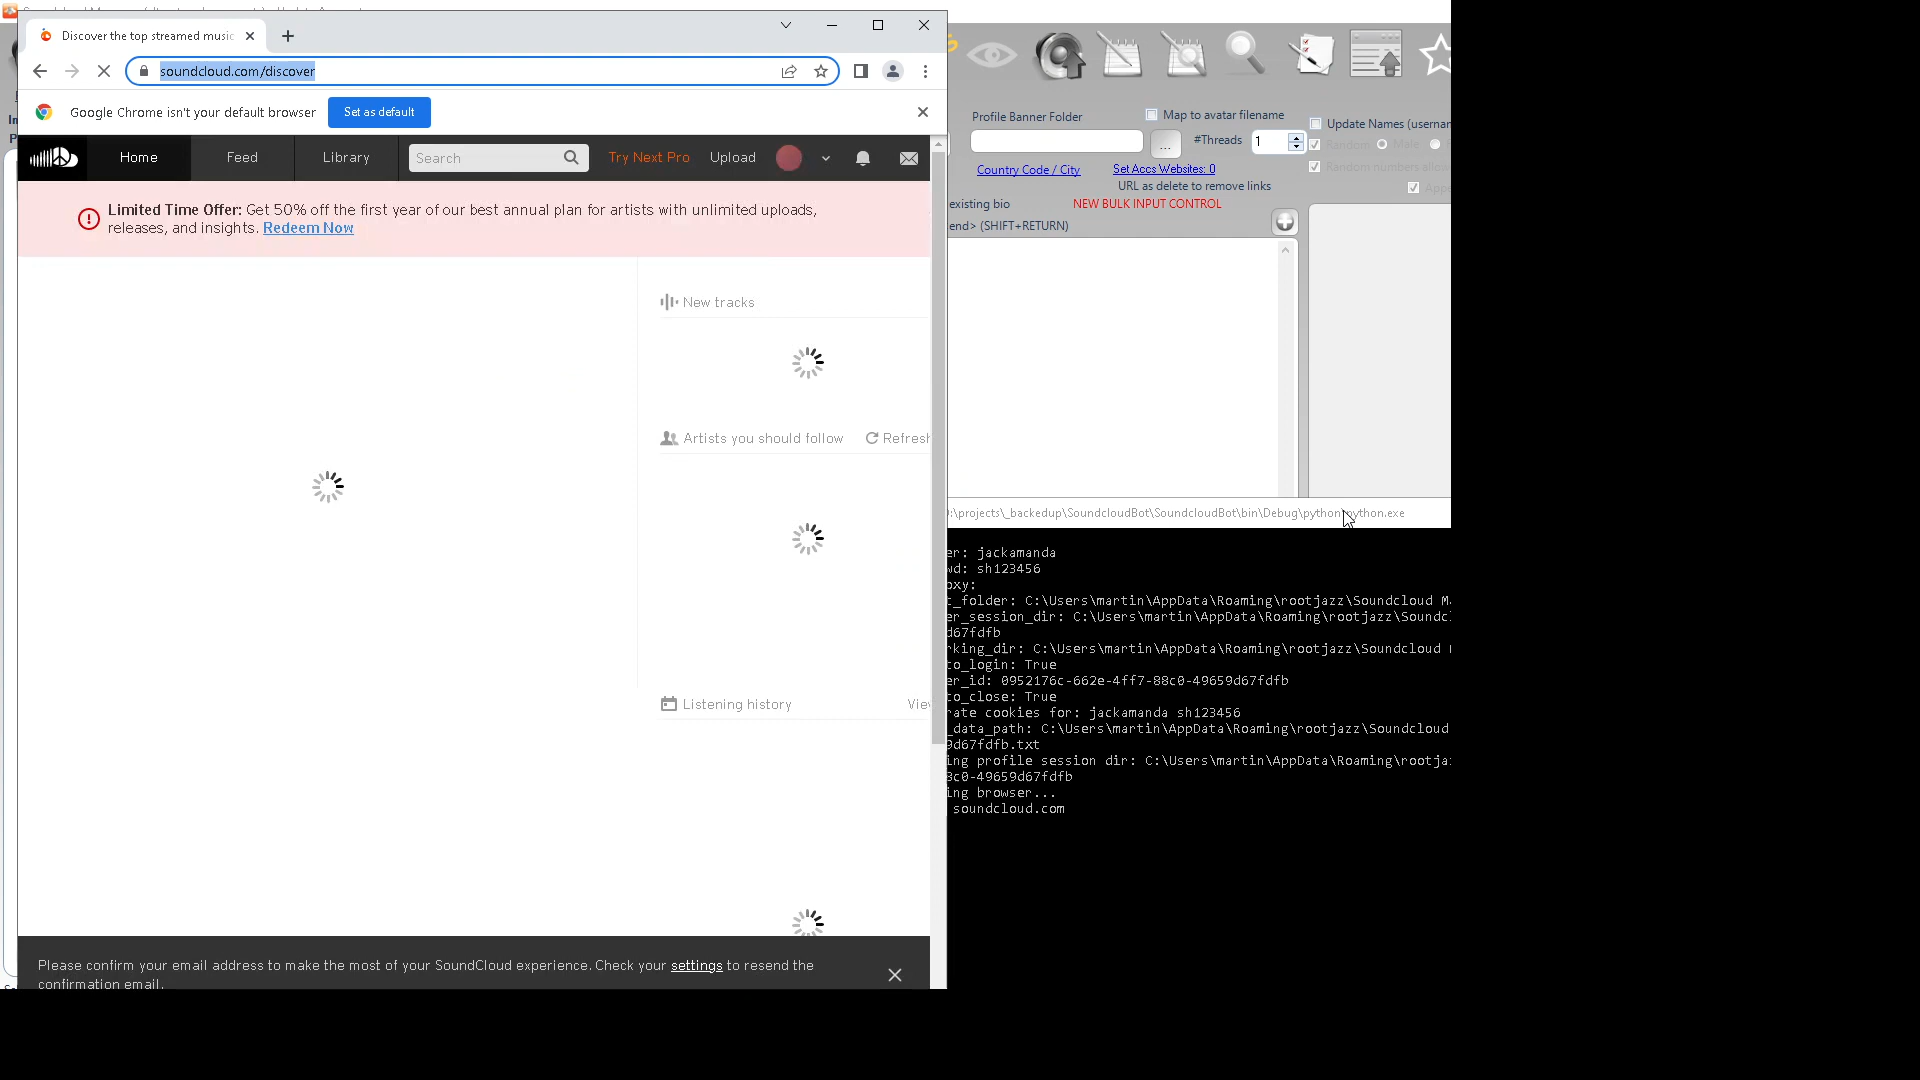 Discover the top streamed music
soundcloud.com/discover
Google Chrome isn't your default browser
Set as default
Home
Feed
Library
Search
Try Next Pro
Upload
Limited Time Offer: Get 50% off the first year of our best annual plan for artists with unlimited uploads,
releases, and insights. Redeem Now
New tracks
Artists you should follow
Refresh
Listening history
View
Please confirm your email address to make the most of your SoundCloud experience. Check your settings to resend the
confirmation email.
Profile Banner Folder
Map to avatar filename
...
#Threads
1
Update Names (usernam
Random
Male
Country Code / City
Set Accs Websites: 0
Random numbers allow
URL as delete to remove links
Appe
existing bio
NEW BULK INPUT CONTROL
end> (SHIFT+RETURN)
:\projects\_backedup\SoundcloudBot\SoundcloudBot\bin\Debug\python\python.exe
er: jackamanda
wd: sh123456
oxy:
t_folder: C:\Users\martin\AppData\Roaming\rootjazz\Soundcloud M
er_session_dir: C:\Users\martin\AppData\Roaming\rootjazz\Soundcl
d67fdfb
rking_dir: C:\Users\martin\AppData\Roaming\rootjazz\Soundcloud
to_login: True
er_id: 0952176c-662e-4ff7-88c0-49659d67fdfb
to_close: True
rate cookies for: jackamanda sh123456
_data_path: C:\Users\martin\AppData\Roaming\rootjazz\Soundcloud
9d67fdfb.txt
ing profile session dir: C:\Users\martin\AppData\Roaming\rootja
8c0-49659d67fdfb
ing browser...
soundcloud.com